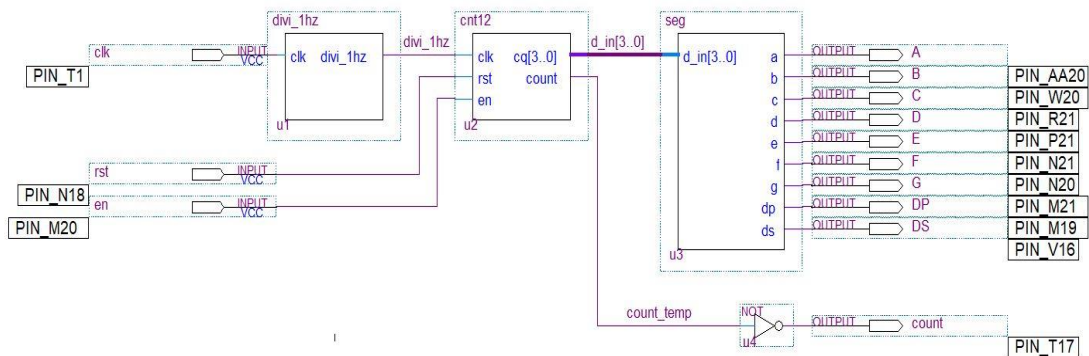 divi_1hz
cnt12
seg
clk
INPUT
VCC
PIN_T1
clk divi_1hz
u1
divi_1hz
clk cq[3..0]
rst count
en
u2
d_in[3..0]
d_in[3..0]
a
b
c
d
e
f
g
dp
ds
u3
OUTPUT A
PIN_AA20
OUTPUT B
PIN_W20
OUTPUT C
PIN_R21
OUTPUT D
PIN_P21
OUTPUT E
PIN_N21
OUTPUT F
PIN_N20
OUTPUT G
PIN_M21
OUTPUT DP
PIN_M19
OUTPUT DS
PIN_V16
rst
INPUT
VCC
PIN_N18
en
INPUT
VCC
PIN_M20
count_temp
NOT
u4
OUTPUT count
PIN_T17